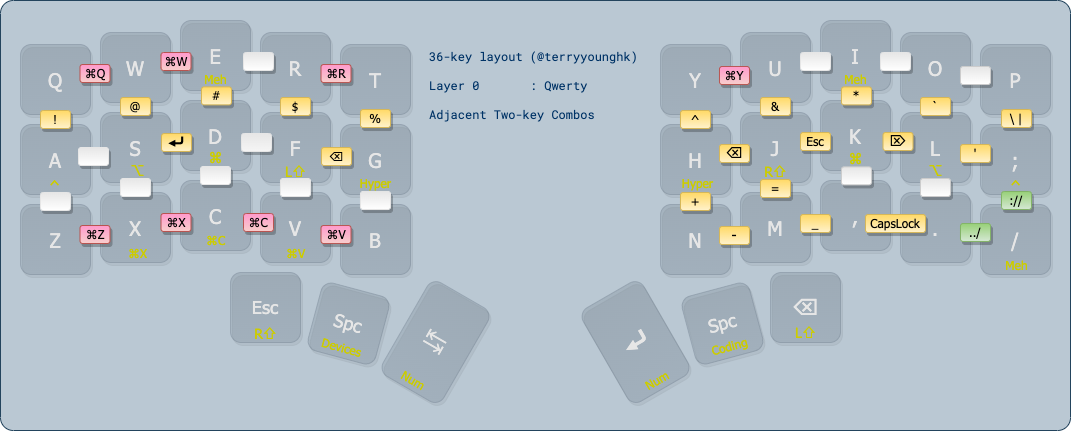 36-key layout (@terryyounghk)
Layer 0 : Qwerty
Adjacent Two-key Combos
Q ⌘Q W ⌘W E R ⌘R T
Meh
! @ # $ %
A S ↵ D F ⌫ G
^ ⌥ ⌘ L⇧ Hyper
Z ⌘Z X ⌘X C ⌘C V ⌘V B
⌘X ⌘C ⌘V
Esc Spc ↹
R⇧ Devices Num
Y ⌘Y U I O P
Meh
^ & * ` \ |
H ⌫ J Esc K ⌦ L ' ;
Hyper R⇧ ⌘ ⌥ ^
+ = ://
N - M _ , CapsLock . ../ /
Meh
↵ Spc ⌫
Num Coding L⇧